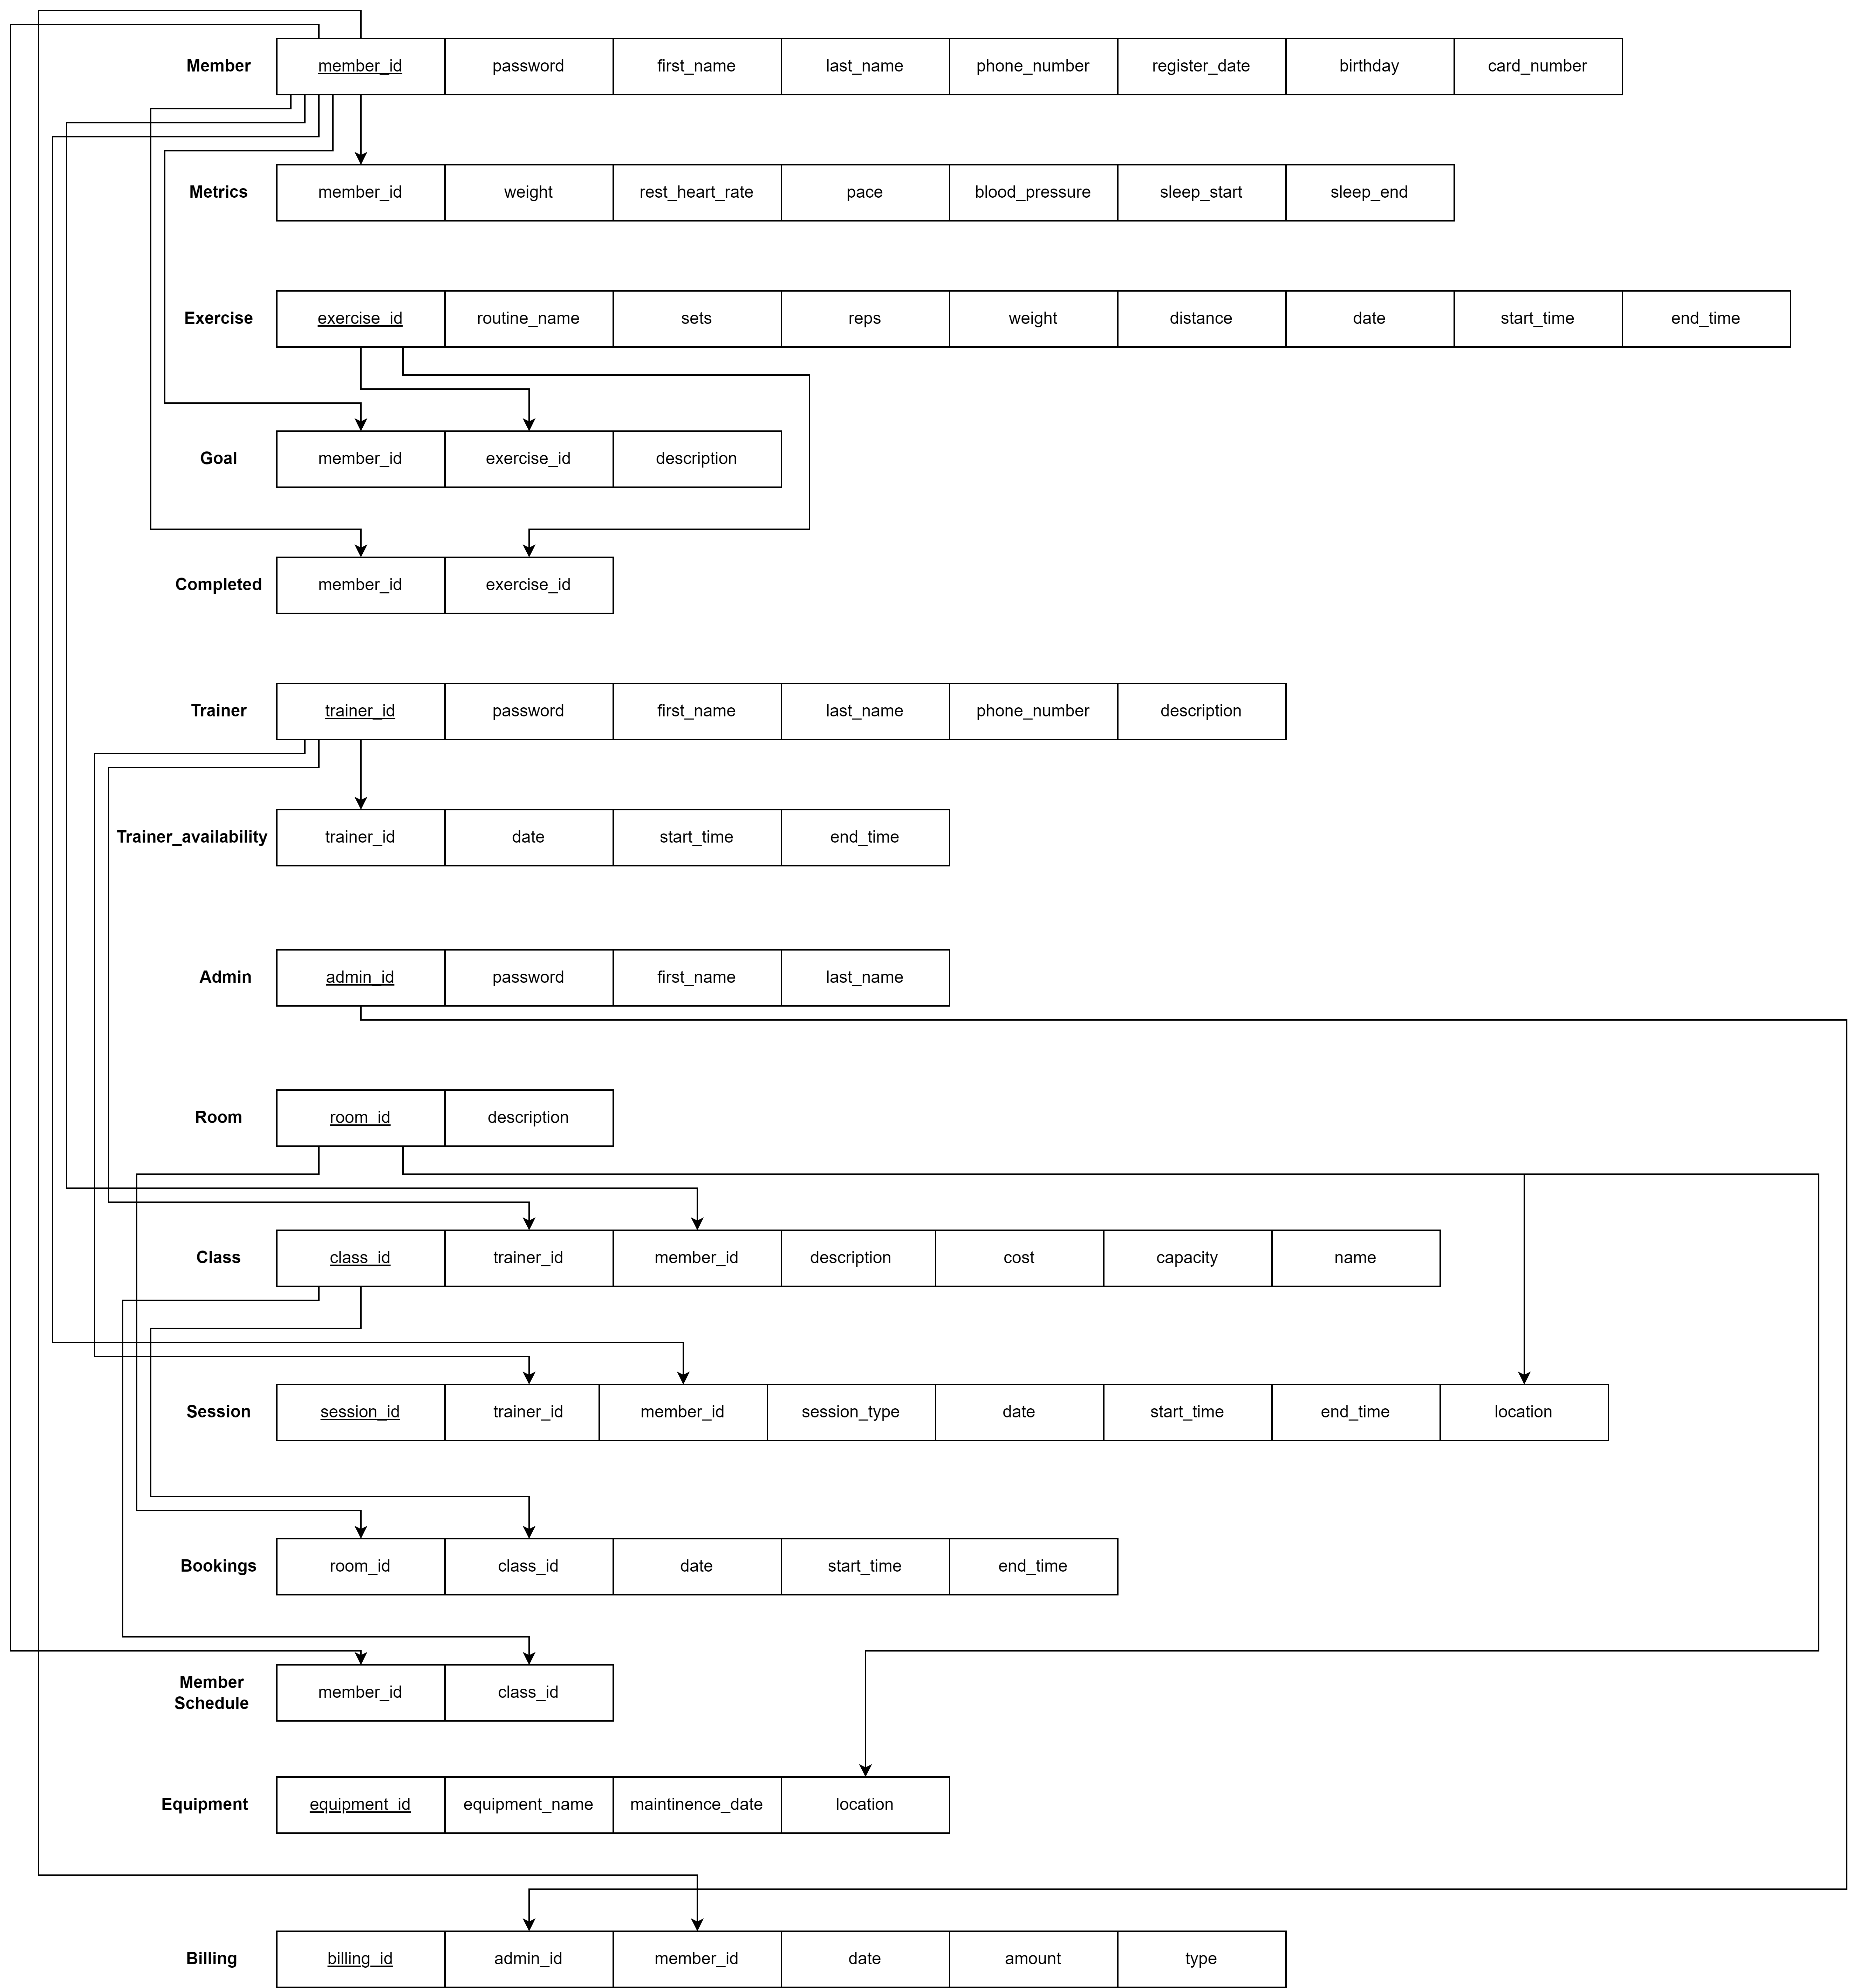 Member member_id password first_name last_name phone_number register_date birthday card_number
Metrics member_id weight rest_heart_rate pace blood_pressure sleep_start sleep_end
Exercise exercise_id routine_name sets reps weight distance date start_time end_time
Goal member_id exercise_id description
Completed member_id exercise_id
Trainer trainer_id password first_name last_name phone_number description
Trainer_availability trainer_id date start_time end_time
Admin admin_id password first_name last_name
Room room_id description
Class class_id trainer_id member_id description cost capacity name
Session session_id trainer_id member_id session_type date start_time end_time location
Bookings room_id class_id date start_time end_time
Member
Schedule member_id class_id
Equipment equipment_id equipment_name maintinence_date location
Billing billing_id admin_id member_id date amount type